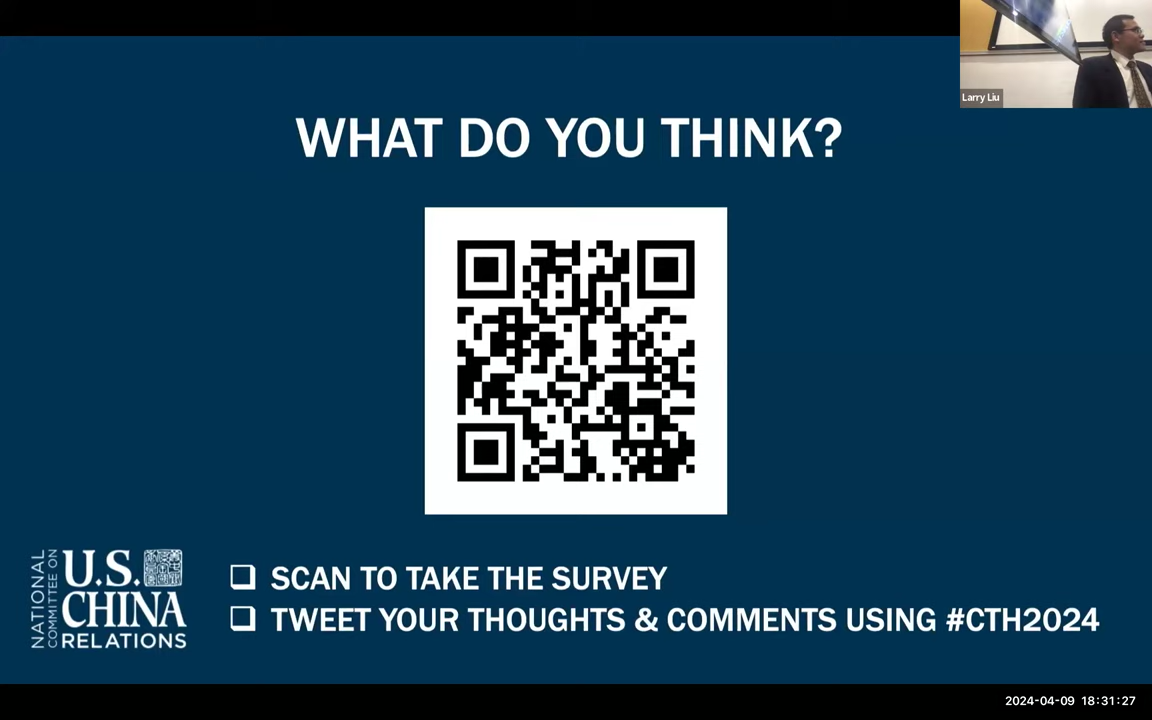 Larry Liu
WHAT DO YOU THINK?
NATIONAL
COMMITTEE ON
U.S.
CHINA
RELATIONS
❑ SCAN TO TAKE THE SURVEY
❑ TWEET YOUR THOUGHTS & COMMENTS USING #CTH2024
2024-04-09 18:31:27